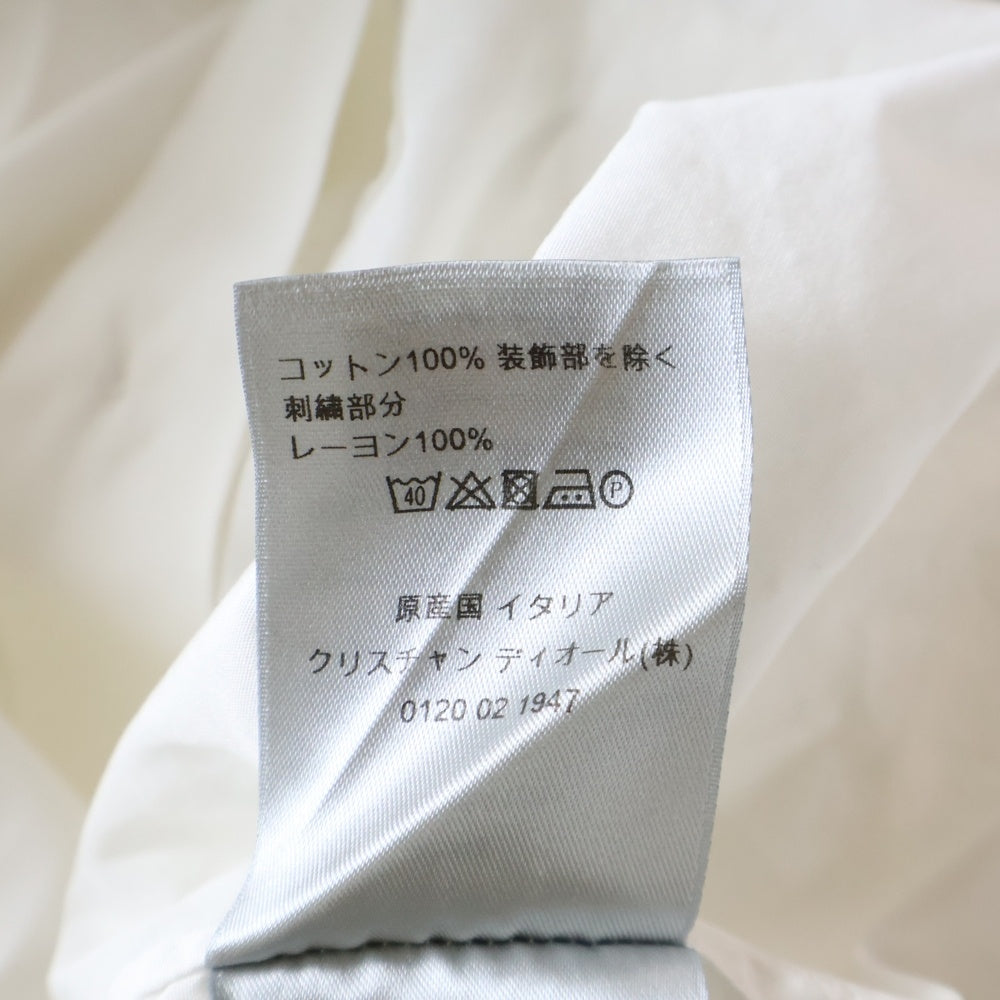 コットン100% 装飾部を除く
刺繍部分
レーヨン100%
40 P
原産国 イタリア
クリスチャン ディオール(株)
0120 02 1947